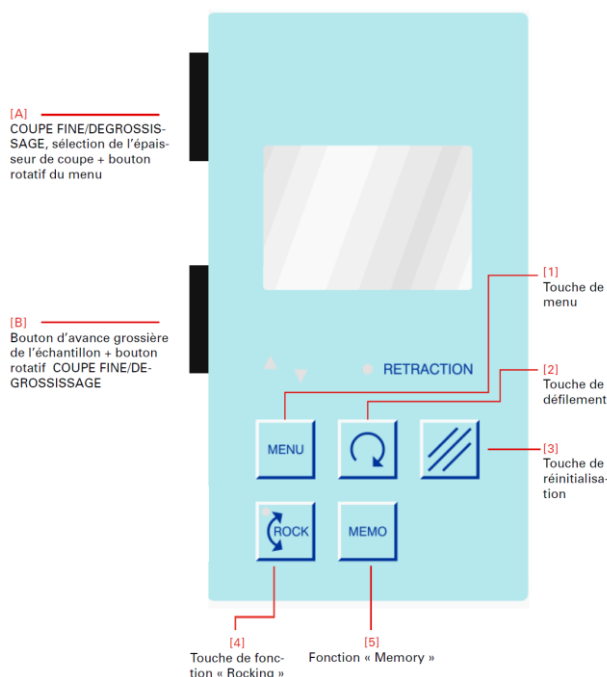 [A]
COUPE FINE/DEGROSSIS-
SAGE, sélection de l'épais-
seur de coupe + bouton
rotatif du menu
[B]
Bouton d'avance grossière
de l'échantillon + bouton
rotatif COUPE FINE/DE-
GROSSISSAGE
[1]
Touche de
menu
[2]
Touche de
défilement
[3]
Touche de
réinitialisa-
tion
RETRACTION
MENU
ROCK
MEMO
[4]
Touche de fonc-
tion « Rocking »
[5]
Fonction « Memory »